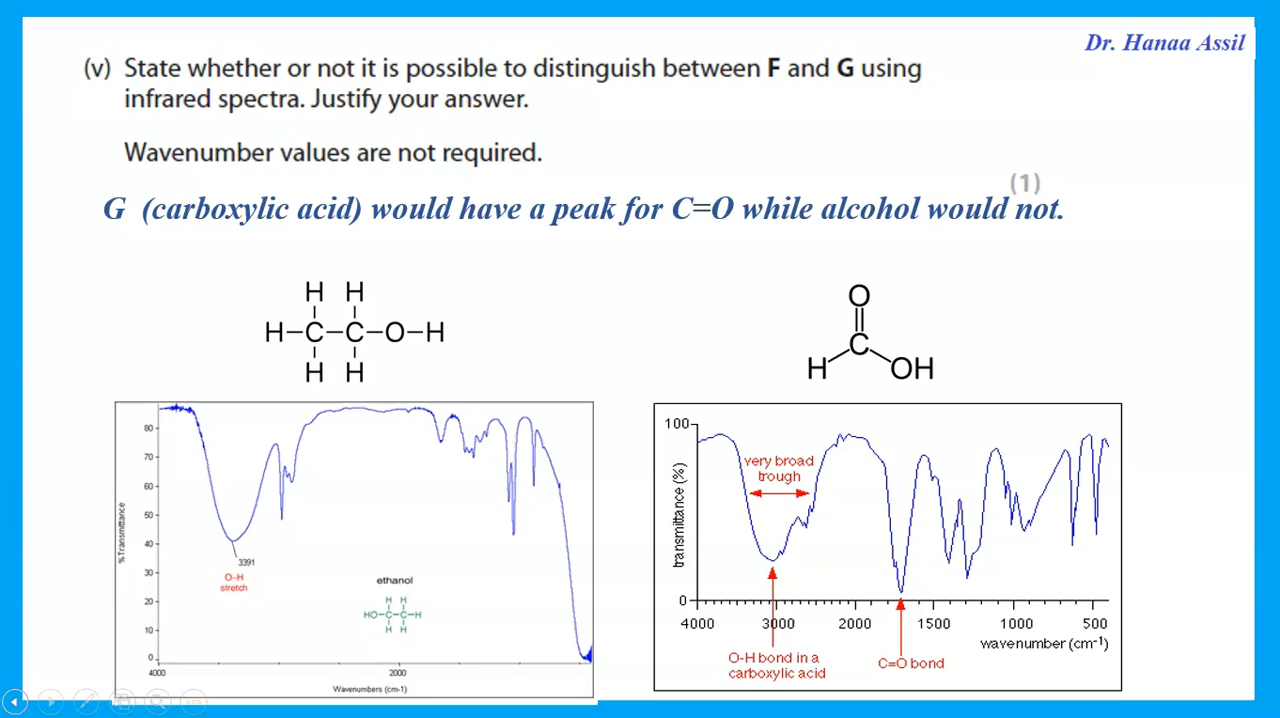 Dr. Hanaa Assil
(v) State whether or not it is possible to distinguish between F and G using
infrared spectra. Justify your answer.
Wavenumber values are not required.
(1)
G (carboxylic acid) would have a peak for C=O while alcohol would not.
H H
H–C–C–O–H
H H
O
C
H OH
80
70
60
50
40
30
20
10
0
%Transmittance
3391
O–H
stretch
ethanol
H H
HO–C–C–H
H H
4000 2000
Wavenumbers (cm-1)
100
0
transmittance (%)
very broad
trough
4000 3000 2000 1500 1000 500
wavenumber (cm⁻¹)
O-H bond in a
carboxylic acid
C=O bond